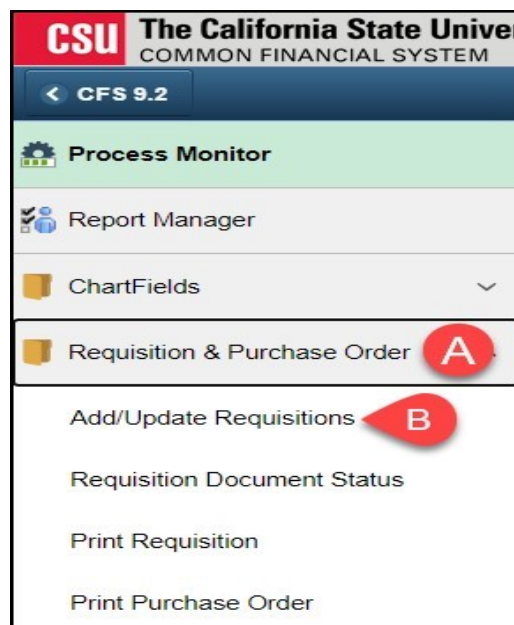 CSU The California State Univer
COMMON FINANCIAL SYSTEM
CFS 9.2
Process Monitor
Report Manager
ChartFields
Requisition & Purchase Order A
Add/Update Requisitions B
Requisition Document Status
Print Requisition
Print Purchase Order